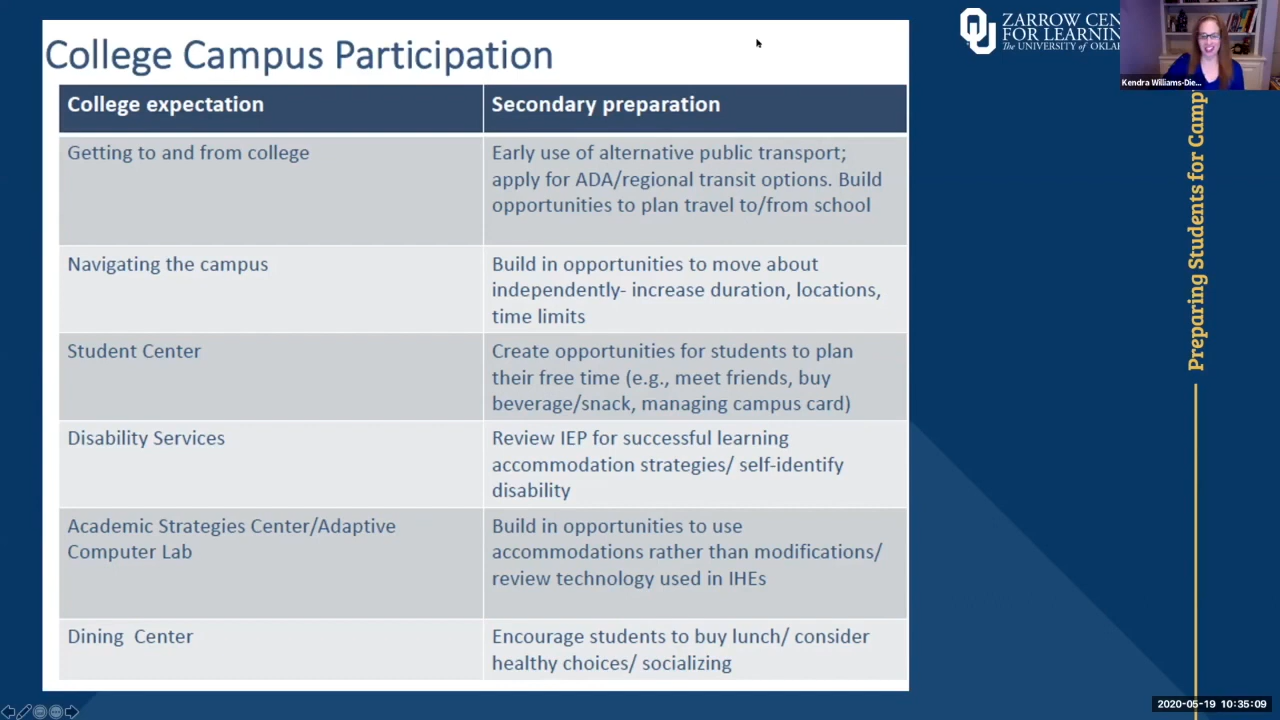 College Campus Participation
College expectation
Secondary preparation
Getting to and from college
Early use of alternative public transport;
apply for ADA/regional transit options. Build
opportunities to plan travel to/from school
Navigating the campus
Build in opportunities to move about
independently- increase duration, locations,
time limits
Student Center
Create opportunities for students to plan
their free time (e.g., meet friends, buy
beverage/snack, managing campus card)
Disability Services
Review IEP for successful learning
accommodation strategies/ self-identify
disability
Academic Strategies Center/Adaptive
Computer Lab
Build in opportunities to use
accommodations rather than modifications/
review technology used in IHEs
Dining Center
Encourage students to buy lunch/ consider
healthy choices/ socializing
ZARROW CEN
FOR LEARNIN
The UNIVERSITY of OKLA
Kendra Williams-Die...
Preparing Students for Camp
2020-05-19 10:35:09